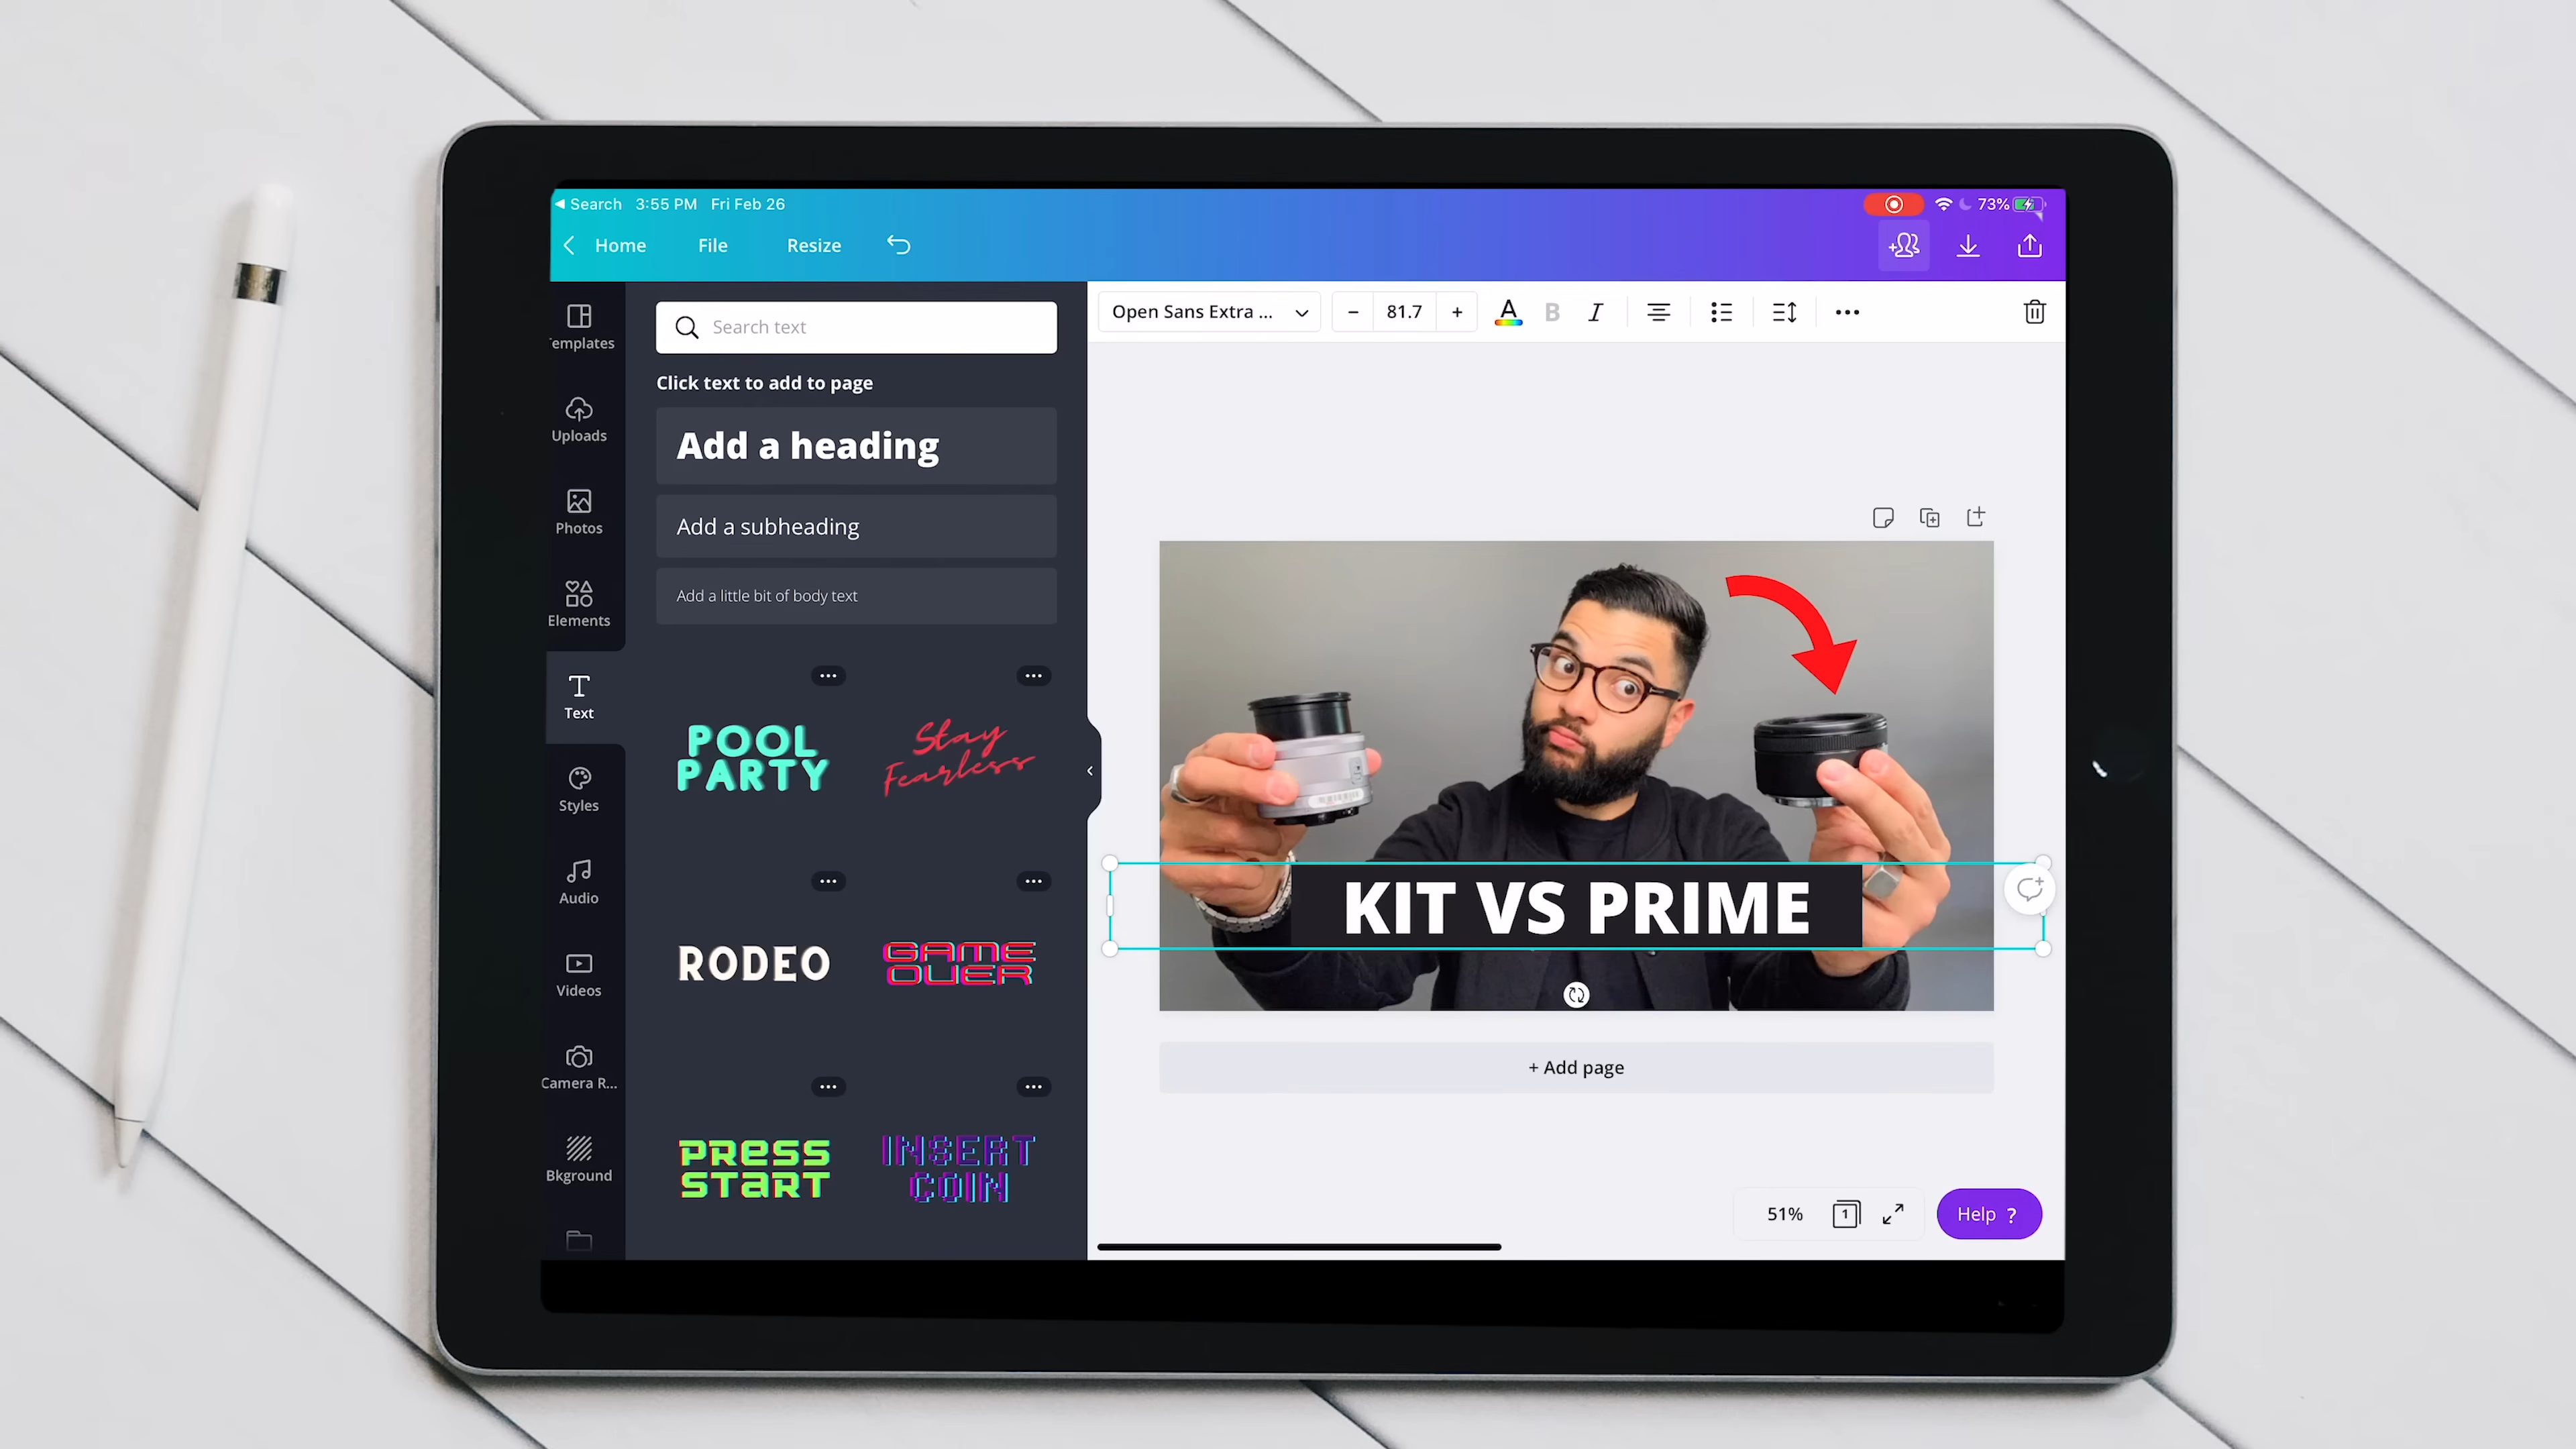 Search 3:55 PM Fri Feb 26 73%
Home File Resize
Open Sans Extra ... 81.7 A B I
Search text
Click text to add to page
Add a heading
Add a subheading
Add a little bit of body text
emplates
Uploads
Photos
Elements
Text
Styles
Audio
Videos
Camera R...
Bkground
POOL
PARTY
Stay
Fearless
RODEO
GAME
OVER
PRESS
START
INSERT
COIN
KIT VS PRIME
+ Add page
51% 1 Help ?